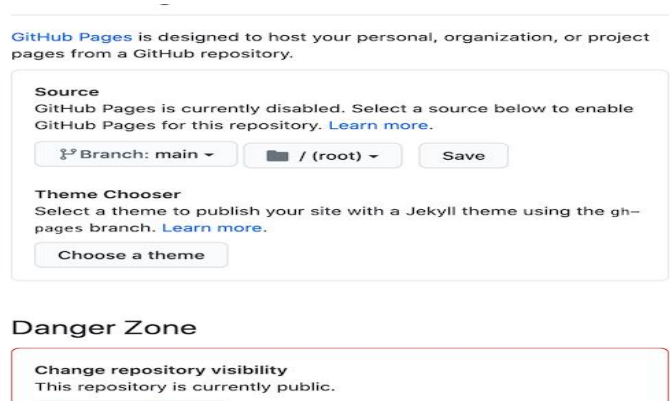 GitHub Pages is designed to host your personal, organization, or project
pages from a GitHub repository.
Source
GitHub Pages is currently disabled. Select a source below to enable
GitHub Pages for this repository. Learn more.
Branch: main
/ (root)
Save
Theme Chooser
Select a theme to publish your site with a Jekyll theme using the gh-
pages branch. Learn more.
Choose a theme
Danger Zone
Change repository visibility
This repository is currently public.